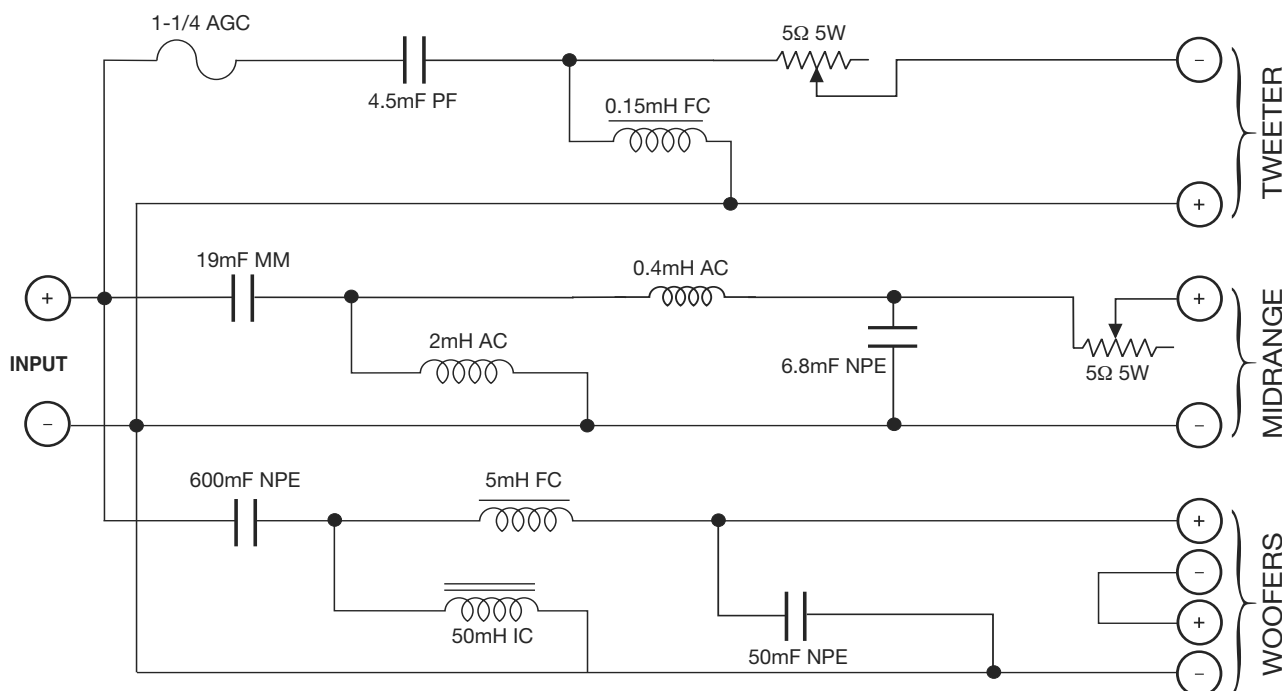 1-1/4 AGC
5Ω 5W
4.5mF PF
0.15mH FC
−
+
TWEETER
19mF MM
0.4mH AC
+
INPUT
−
2mH AC
6.8mF NPE
+
5Ω 5W
−
MIDRANGE
600mF NPE
5mH FC
50mH IC
50mF NPE
+
−
+
−
WOOFERS